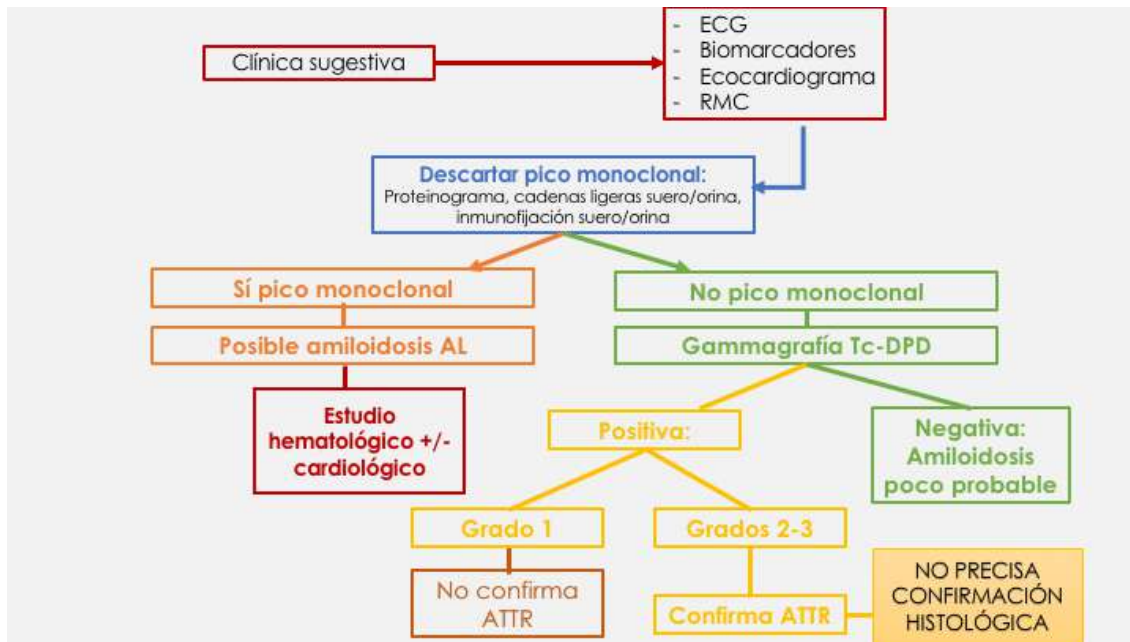 Clínica sugestiva
- ECG
- Biomarcadores
- Ecocardiograma
- RMC
Descartar pico monoclonal:
Proteinograma, cadenas ligeras suero/orina,
inmunofijación suero/orina
Sí pico monoclonal
No pico monoclonal
Posible amiloidosis AL
Gammagrafía Tc-DPD
Estudio
hematológico +/-
cardiológico
Positiva:
Negativa:
Amiloidosis
poco probable
Grado 1
Grados 2-3
No confirma
ATTR
Confirma ATTR
NO PRECISA
CONFIRMACIÓN
HISTOLÓGICA